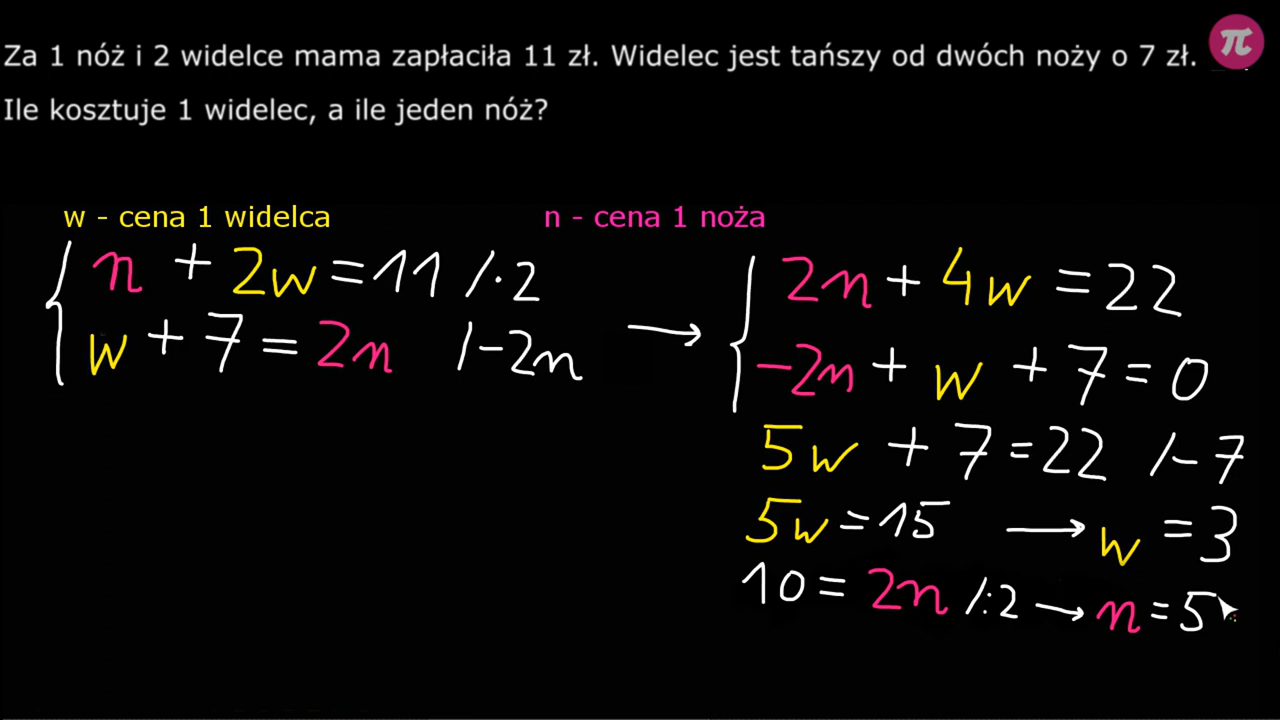 Za 1 nóż i 2 widelce mama zapłaciła 11 zł. Widelec jest tańszy od dwóch noży o 7 zł.
π
Ile kosztuje 1 widelec, a ile jeden nóż?
w - cena 1 widelca
n - cena 1 noża
n + 2w = 11 /·2
w + 7 = 2n /-2n
→
2n + 4w = 22
-2n + w + 7 = 0
5w + 7 = 22 /-7
5w = 15 → w = 3
10 = 2n /:2 → n = 5